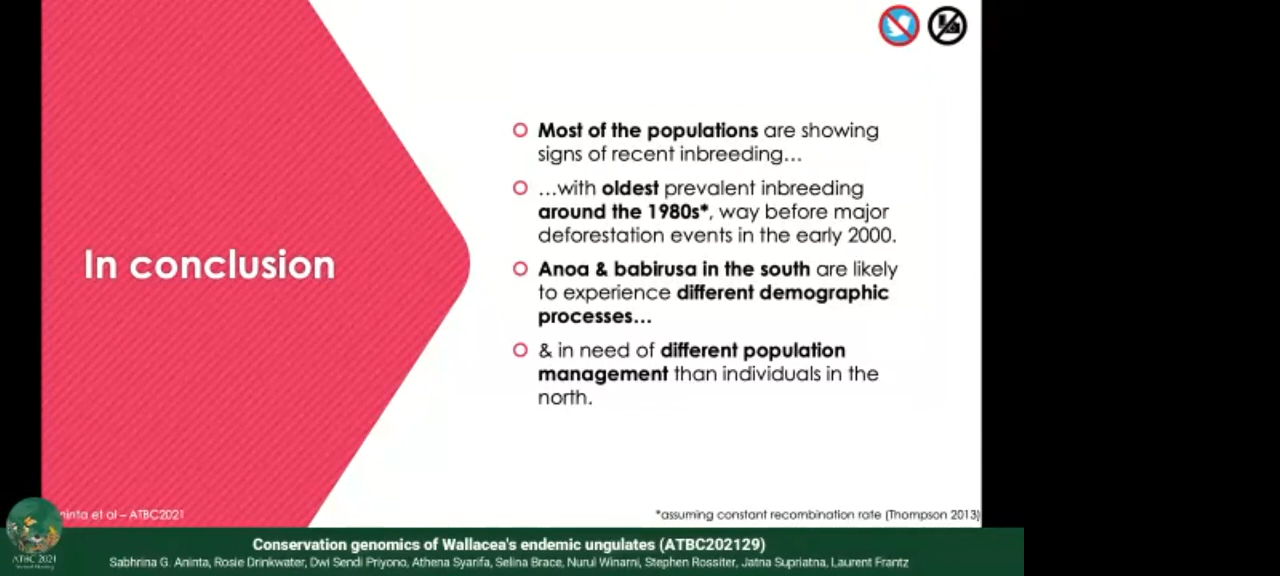 In conclusion
Most of the populations are showing
signs of recent inbreeding…
…with oldest prevalent inbreeding
around the 1980s*, way before major
deforestation events in the early 2000.
Anoa & babirusa in the south are likely
to experience different demographic
processes…
& in need of different population
management than individuals in the
north.
et al – ATBC2021
*assuming constant recombination rate (Thompson 2013)
ATBC 2021
Conservation genomics of Wallacea's endemic ungulates (ATBC202129)
Sabhrina G. Aninta, Rosie Drinkwater, Dwi Sendi Priyono, Athena Syarifa, Selina Brace, Nurul Winarni, Stephen Rossiter, Jatna Supriatna, Laurent Frantz